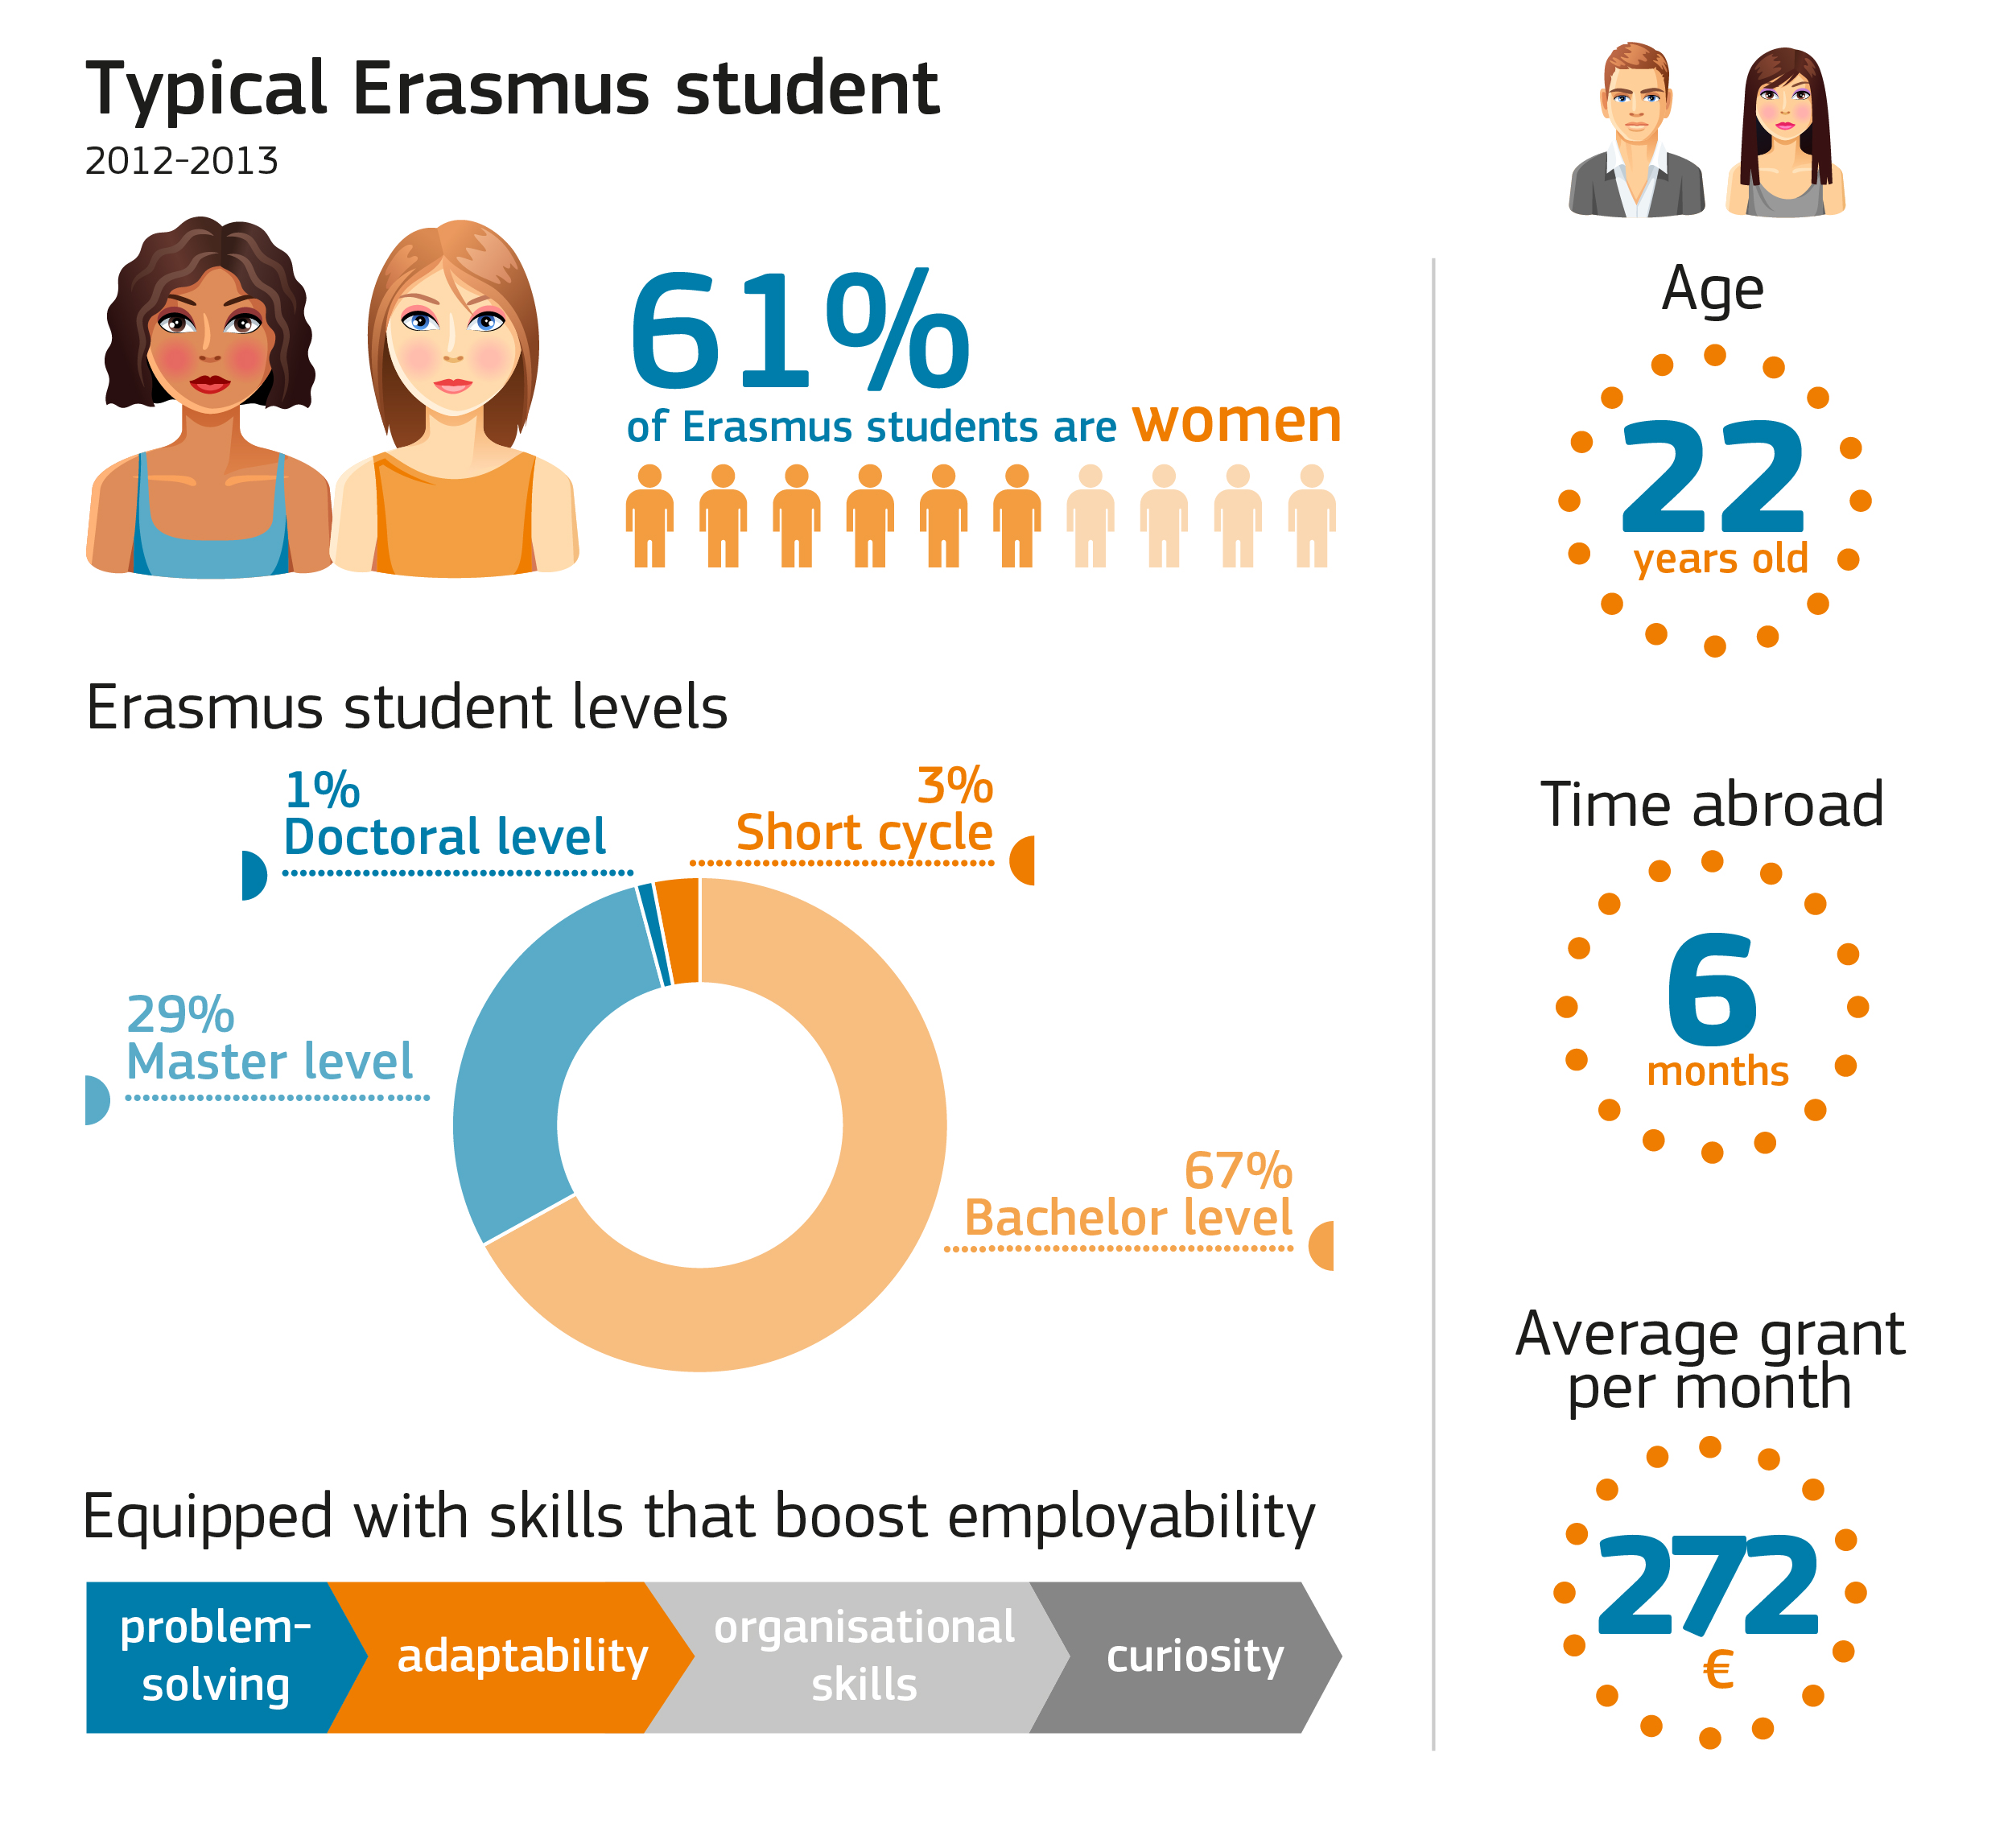 Typical Erasmus student
2012-2013
61%
of Erasmus students are women
Erasmus student levels
1%
Doctoral level
3%
Short cycle
29%
Master level
67%
Bachelor level
Equipped with skills that boost employability
problem-
solving
adaptability
organisational
skills
curiosity
Age
22
years old
Time abroad
6
months
Average grant
per month
272
€